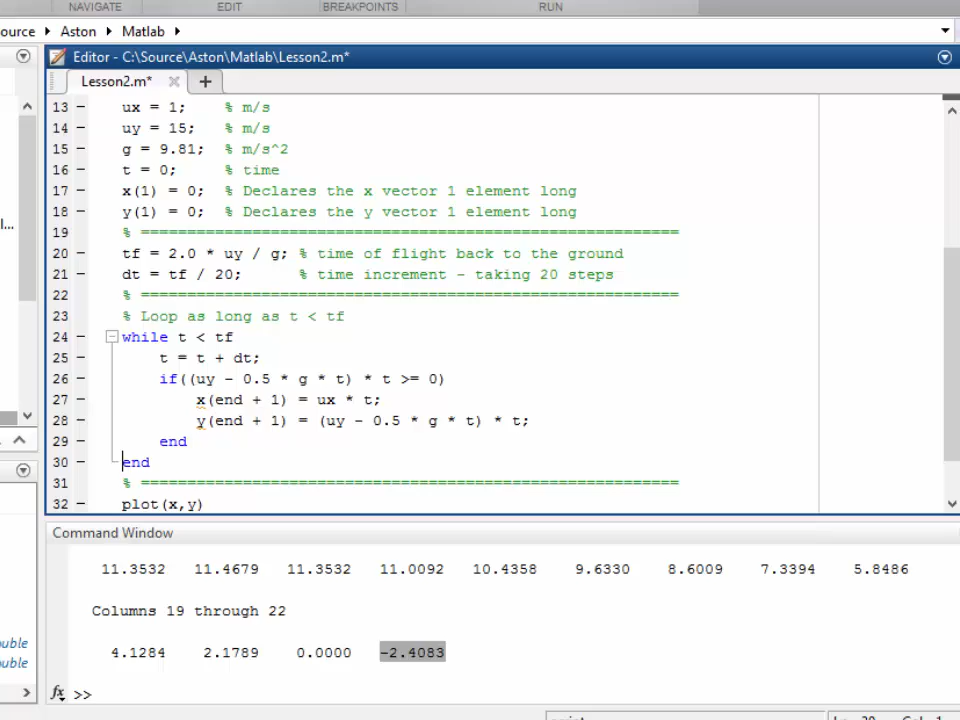 NAVIGATE EDIT BREAKPOINTS RUN
ource ▸ Aston ▸ Matlab ▸
Editor - C:\Source\Aston\Matlab\Lesson2.m*
Lesson2.m* × +
13 – ux = 1; % m/s
14 – uy = 15; % m/s
15 – g = 9.81; % m/s^2
16 – t = 0; % time
17 – x(1) = 0; % Declares the x vector 1 element long
18 – y(1) = 0; % Declares the y vector 1 element long
19 % ==========================================================
20 – tf = 2.0 * uy / g; % time of flight back to the ground
21 – dt = tf / 20; % time increment - taking 20 steps
22 % ==========================================================
23 % Loop as long as t < tf
24 – while t < tf
25 – t = t + dt;
26 – if((uy - 0.5 * g * t) * t >= 0)
27 – x(end + 1) = ux * t;
28 – y(end + 1) = (uy - 0.5 * g * t) * t;
29 – end
30 – end
31 % ==========================================================
32 – plot(x,y)
l...
Command Window
11.3532 11.4679 11.3532 11.0092 10.4358 9.6330 8.6009 7.3394 5.8486
Columns 19 through 22
4.1284 2.1789 0.0000 -2.4083
uble
uble
fx >>